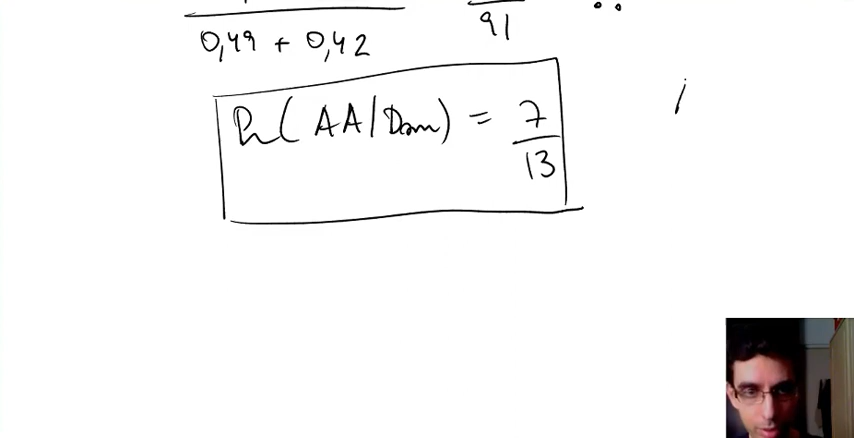 0,49 + 0,42
91
Pr( AA/Dom) = 7/13